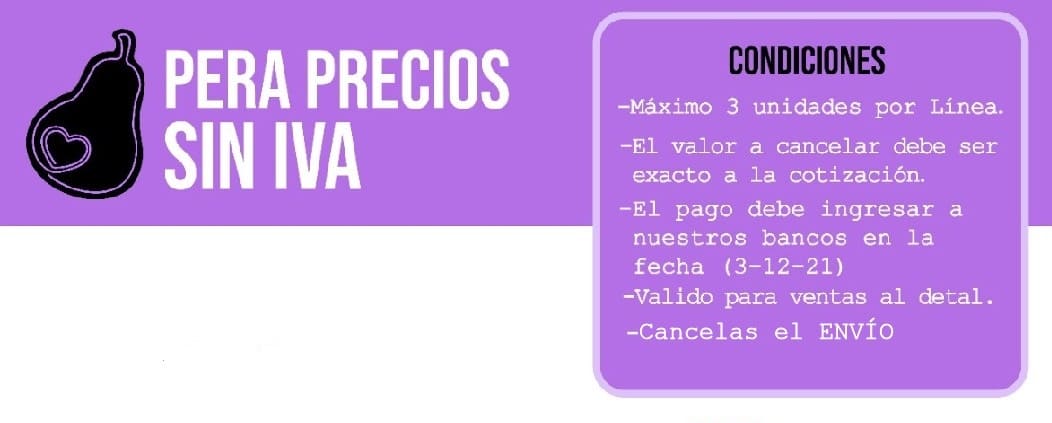 PERA PRECIOS
SIN IVA
CONDICIONES
-Máximo 3 unidades por Línea.
-El valor a cancelar debe ser
exacto a la cotización.
-El pago debe ingresar a
nuestros bancos en la
fecha (3-12-21)
-Valido para ventas al detal.
-Cancelas el ENVÍO